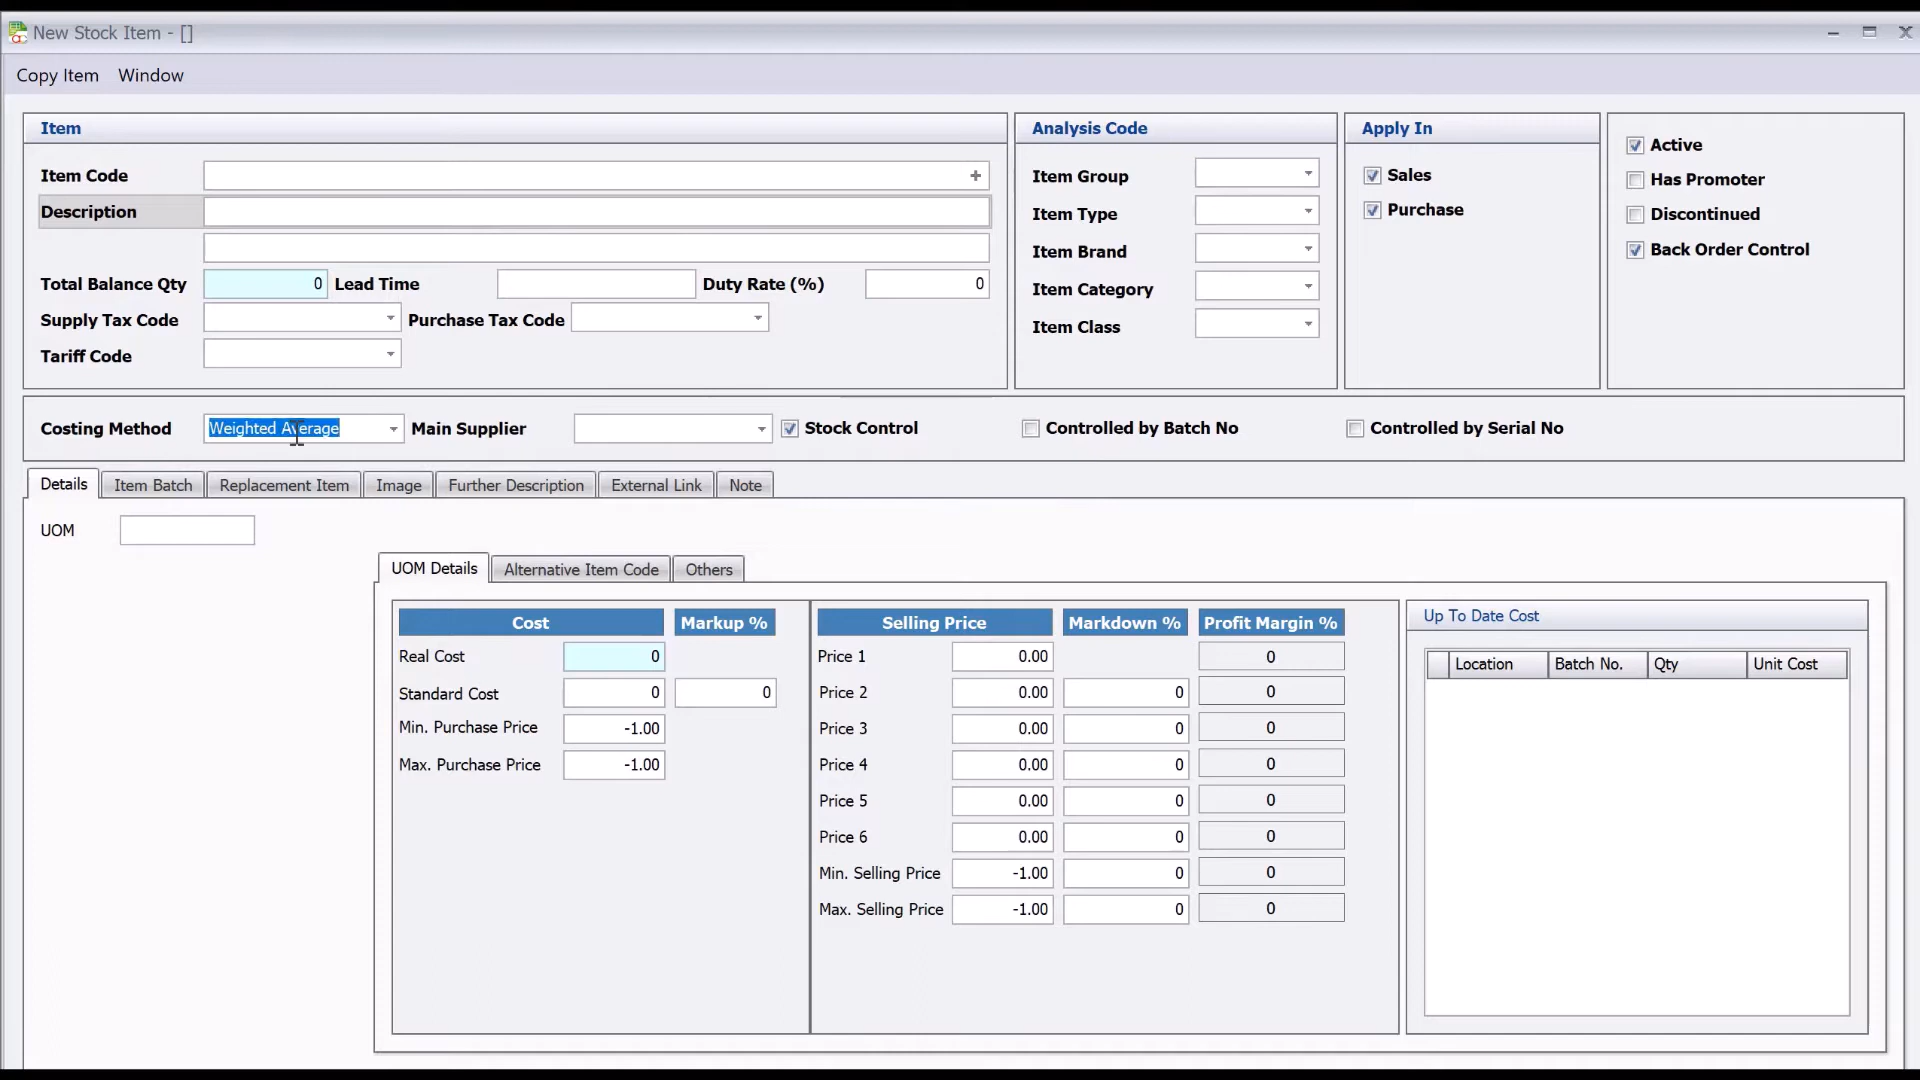 New Stock Item - []
Copy Item Window
Item
Item Code +
Description
Total Balance Qty 0 Lead Time Duty Rate (%) 0
Supply Tax Code Purchase Tax Code
Tariff Code
Analysis Code
Item Group
Item Type
Item Brand
Item Category
Item Class
Apply In
Sales
Purchase
Active
Has Promoter
Discontinued
Back Order Control
Costing Method Weighted Average Main Supplier Stock Control Controlled by Batch No Controlled by Serial No
Details Item Batch Replacement Item Image Further Description External Link Note
UOM
UOM Details Alternative Item Code Others
Cost Markup %
Real Cost 0
Standard Cost 0 0
Min. Purchase Price -1.00
Max. Purchase Price -1.00
Selling Price Markdown % Profit Margin %
Price 1 0.00 0
Price 2 0.00 0 0
Price 3 0.00 0 0
Price 4 0.00 0 0
Price 5 0.00 0 0
Price 6 0.00 0 0
Min. Selling Price -1.00 0 0
Max. Selling Price -1.00 0 0
Up To Date Cost
Location Batch No. Qty Unit Cost